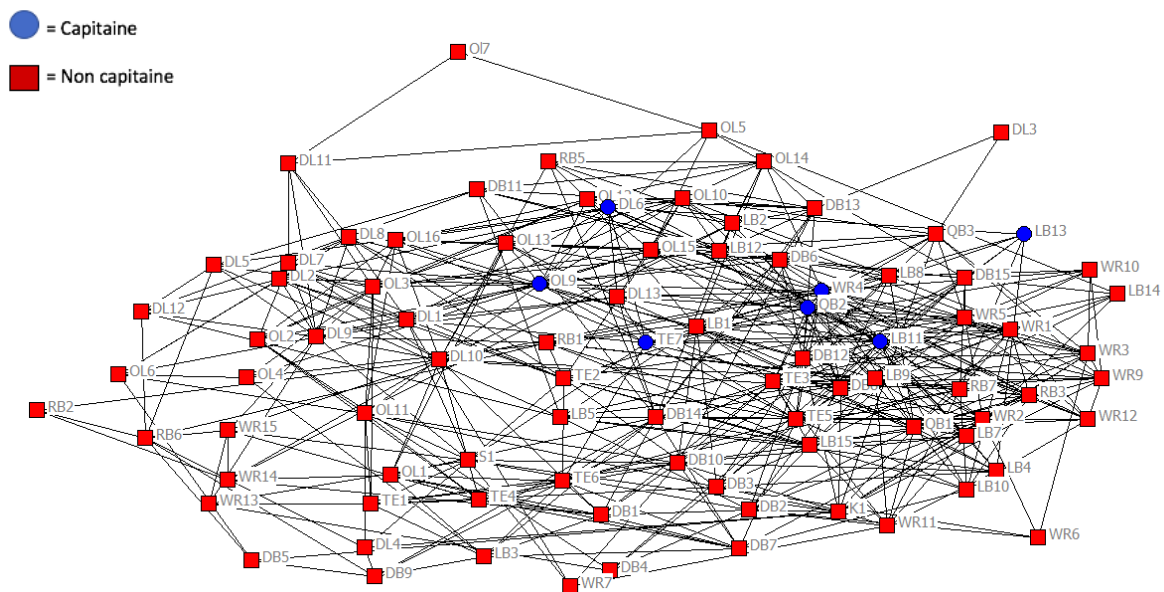 = Capitaine
= Non capitaine
Ol7
OL5
DL3
DL11
RB5
OL14
DB11
DL6
OL10
DB13
LB2
QB3
LB13
DL8
OL16
OL13
OL15
LB12
DB6
DL5
DL7
DL2
OL3
OL9
DL13
WR4
LB8
DB15
WR10
LB14
DL12
QB2
WR5
DL1
LB1
WR1
OL2
DL9
RB1
TE7
LB11
DL10
DB12
WR3
OL6
OL4
TE2
TE3
LB9
WR9
RB7
RB3
RB2
OL11
LB5
DB14
TE5
WR2
WR12
RB6
WR15
QB1
LB7
LB15
S1
DB10
LB4
WR14
OL1
TE6
DB3
LB10
WR13
TE1
TE4
DB1
DB2
K1
WR11
WR6
DL4
LB3
DB7
DB5
DB9
DB4
WR7